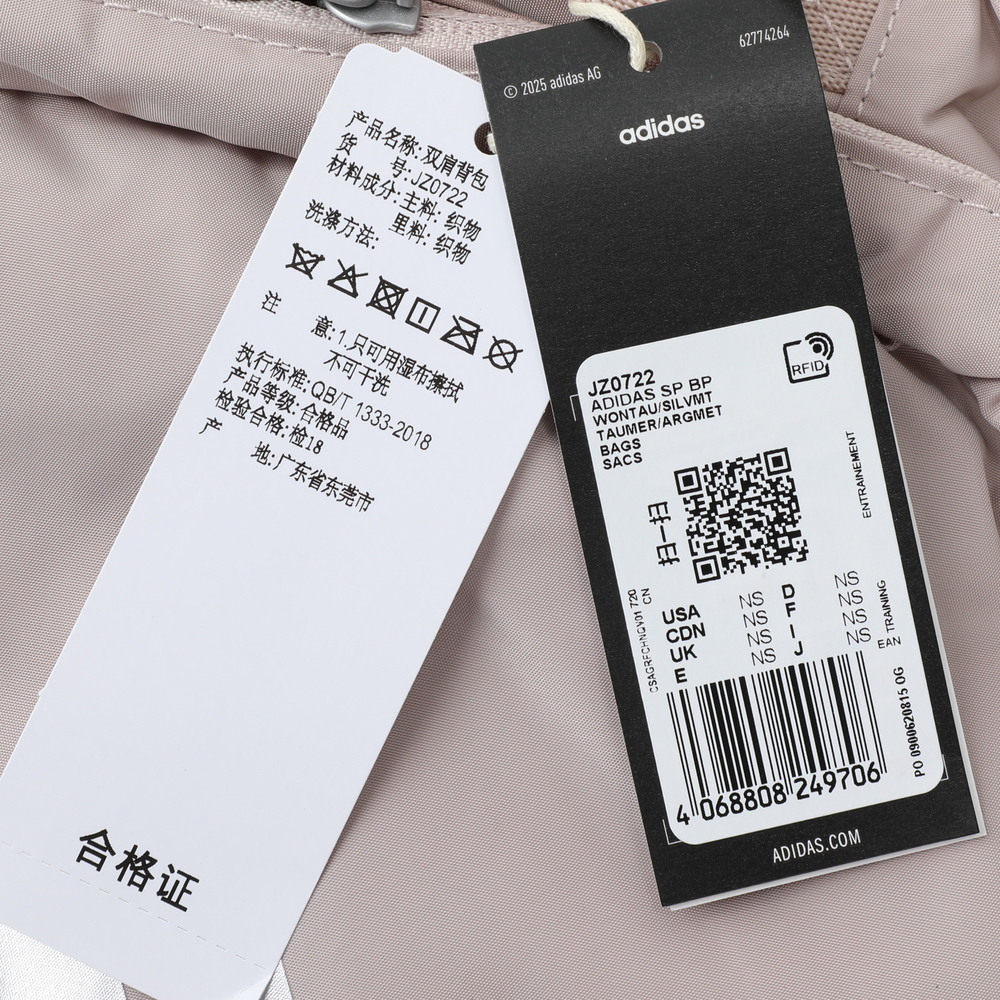 产品名称:双肩背包
货 号:JZ0722
材料成分:主料: 织物
里料: 织物
洗涤方法:
注 意:1.只可用湿布擦拭
不可干洗
执行标准:QB/T 1333-2018
产品等级:合格品
检验合格:检18
产 地:广东省东莞市
合格证
© 2025 adidas AG
62774264
adidas
RFID
JZ0722
ADIDAS SP BP
WONTAU/SILVMT
TAUMER/ARGMET
BAGS
SACS
ENTRAINEMENT
CSAGRFCHNQV01 720
CN
USA NS D NS
CDN NS F NS
UK NS I NS
E NS J NS
TRAINING
EAN
PO 0900620815 OG
4 068808 249706
ADIDAS.COM